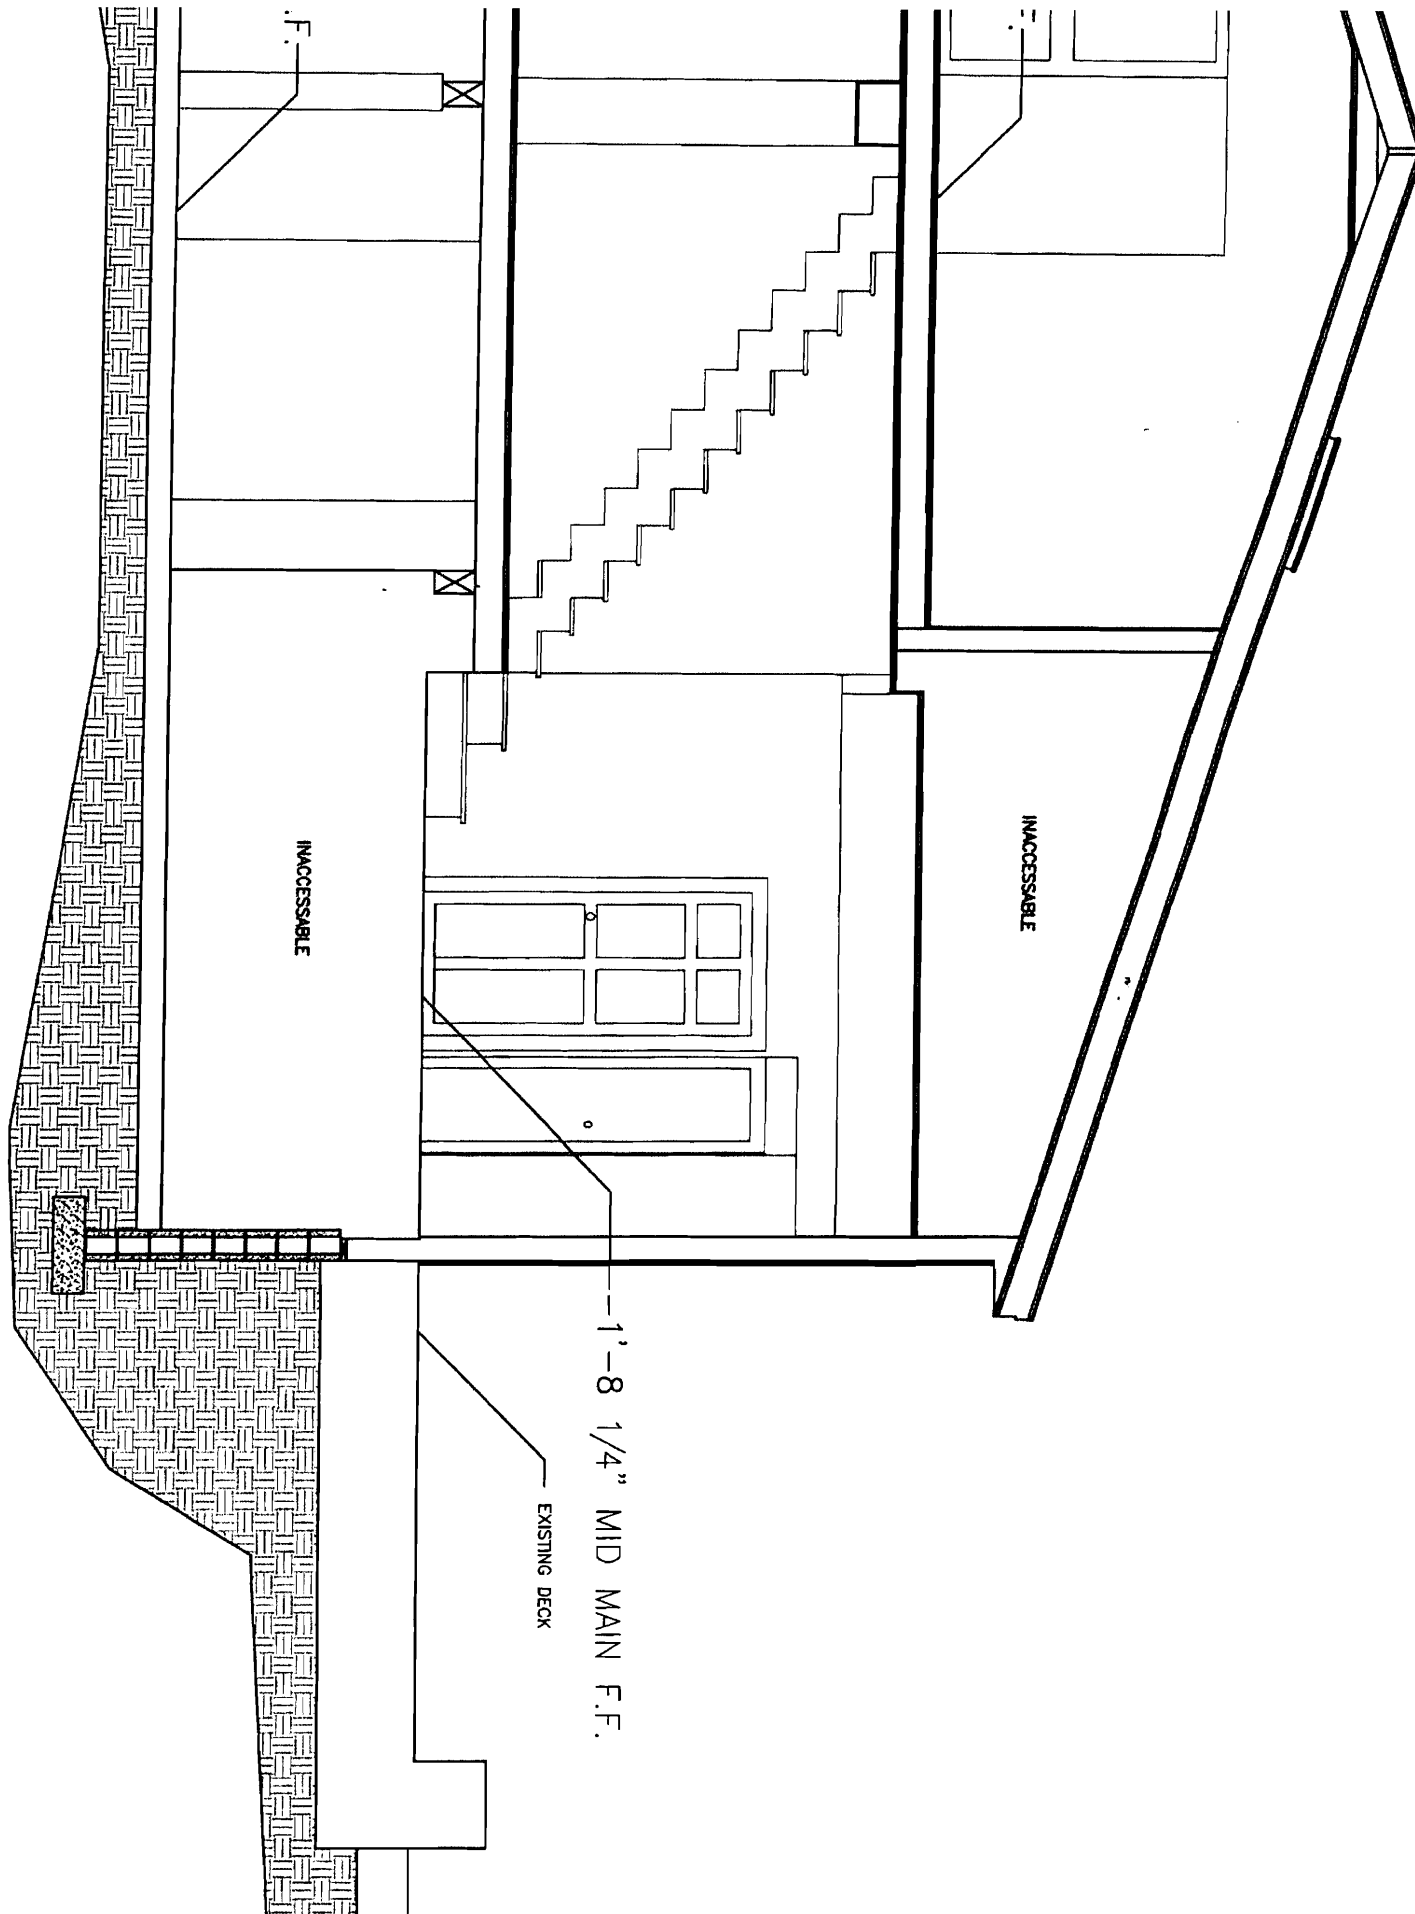 .F.
F.
INACCESSABLE
INACCESSABLE
-1'-8 1/4" MID MAIN F.F.
EXISTING DECK